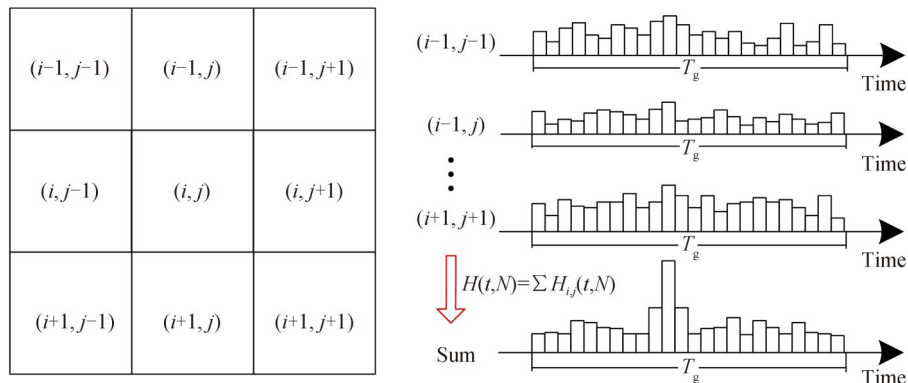 (i−1, j−1) (i−1, j) (i−1, j+1)
(i, j−1) (i, j) (i, j+1)
(i+1, j−1) (i+1, j) (i+1, j+1)
(i−1, j−1)
Tg
Time
(i−1, j)
Tg
Time
(i+1, j+1)
Tg
Time
H(t,N)=∑Hi,j(t,N)
Sum
Tg
Time